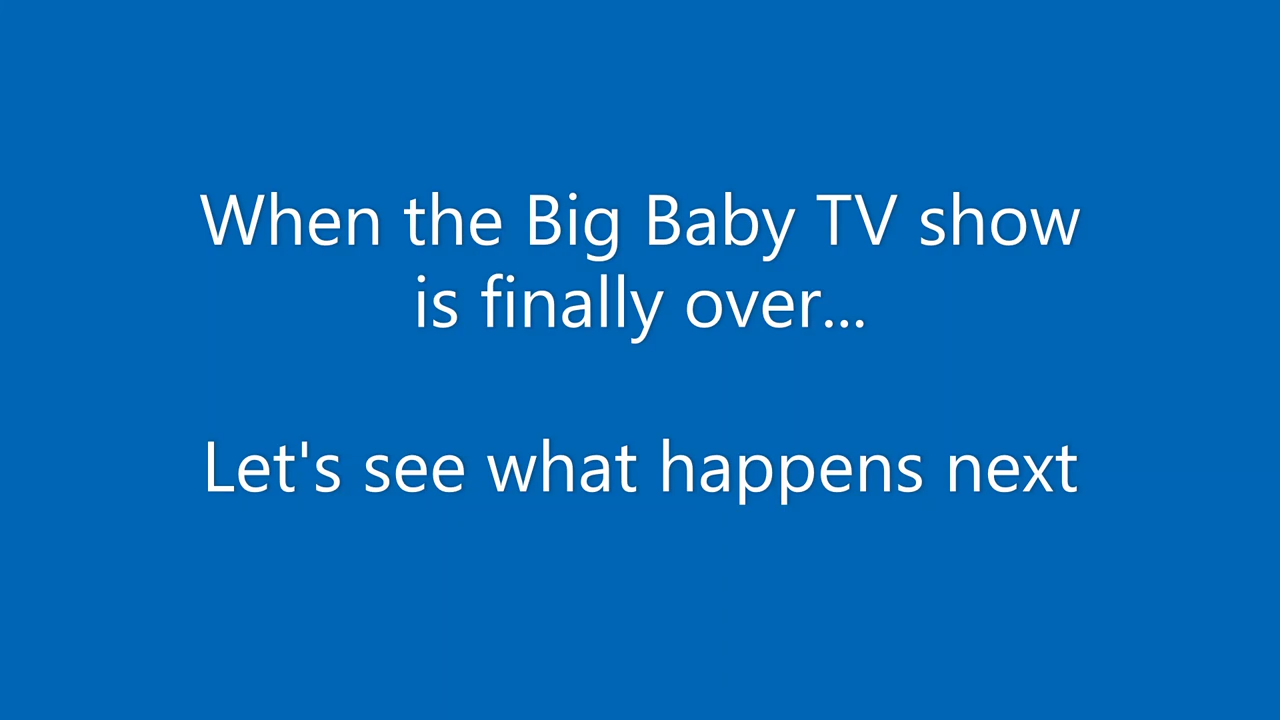 When the Big Baby TV show
is finally over...
Let's see what happens next